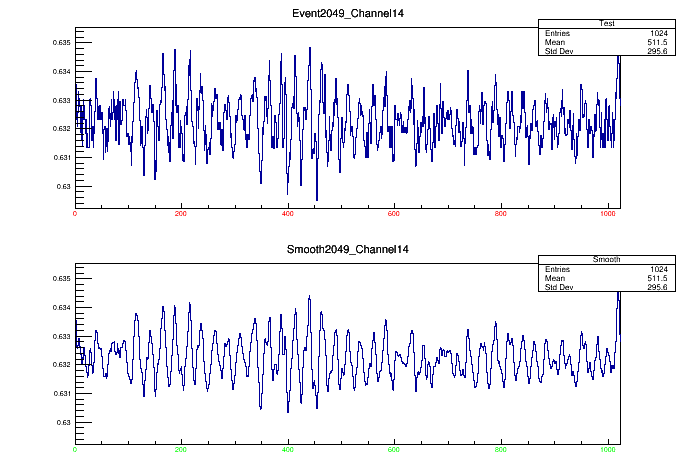 Event2049_Channel14
Test
Entries 1024
Mean 511.5
Std Dev 295.6
0.635
0.634
0.633
0.632
0.631
0.63
0 200 400 600 800 1000
Smooth2049_Channel14
Smooth
Entries 1024
Mean 511.5
Std Dev 295.6
0.635
0.634
0.633
0.632
0.631
0.63
0 200 400 600 800 1000